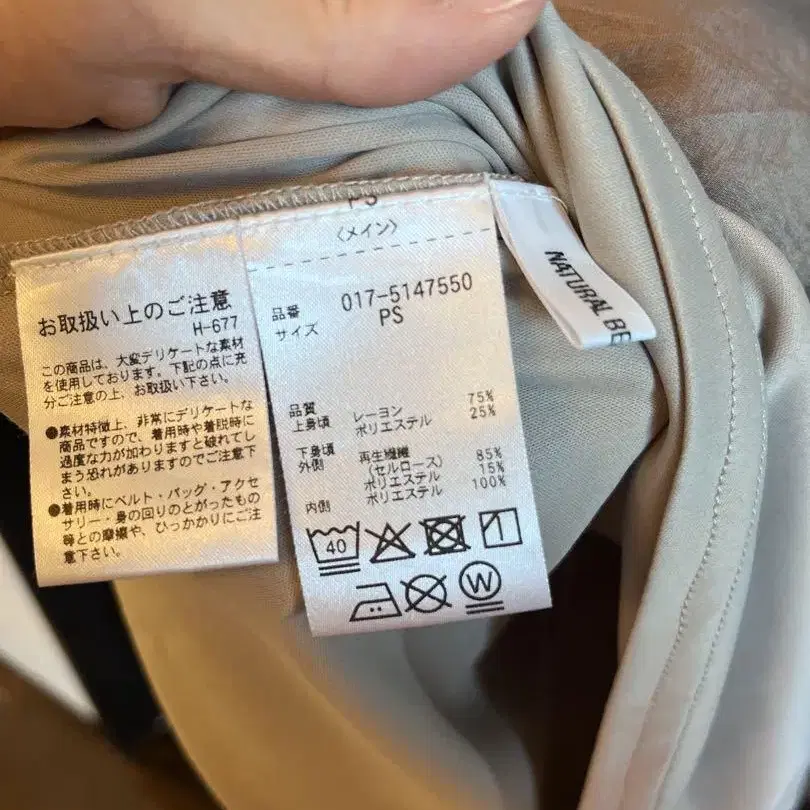 お取扱い上のご注意
H-677
この商品は、大変デリケートな素材
を使用しております。下記の点に充
分ご注意の上、お取扱い下さい。
●素材特徴上、非常にデリケートな
商品ですので、着用時や着脱時に
過度な力が加わりますと破れてし
まう恐れがありますのでご注意下
さい。
●着用時にベルト・バッグ・アクセ
サリー・身の回りのとがったもの
等との摩擦や、ひっかかりにご注
意下さい。
PS
〈メイン〉
品番 017-5147550
サイズ PS
品質
上身頃 レーヨン 75%
ポリエステル 25%
下身頃
外側 再生繊維
(セルロース) 85%
ポリエステル 15%
内側 ポリエステル 100%
40
W
NATURAL BE